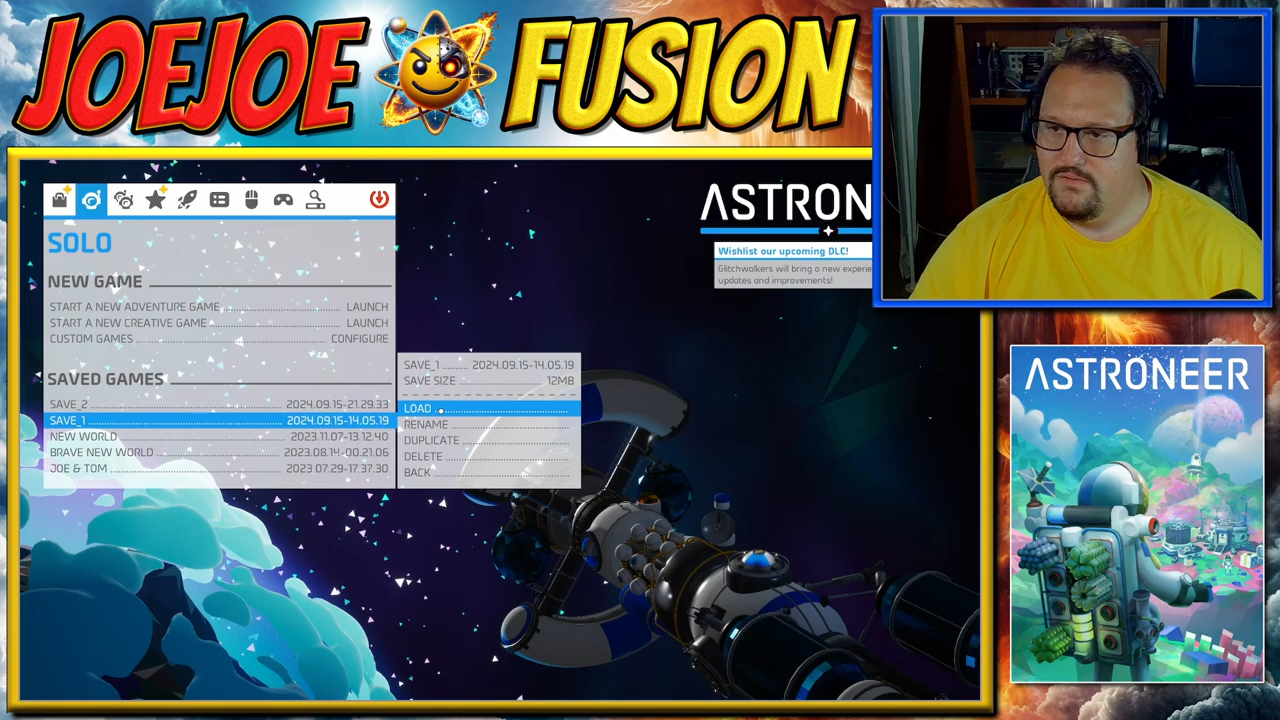 JOEJOE FUSION
ASTRON
Wishlist our upcoming DLC!
Glitchwalkers will bring a new experie
updates and improvements!
SOLO
NEW GAME
START A NEW ADVENTURE GAME LAUNCH
START A NEW CREATIVE GAME LAUNCH
CUSTOM GAMES CONFIGURE
SAVED GAMES
SAVE_2 2024.09.15-21.29.33
SAVE_1 2024.09.15-14.05.19
NEW WORLD 2023.11.07-13.12.40
BRAVE NEW WORLD 2023.08.14-00.21.06
JOE & TOM 2023.07.29-17.37.30
SAVE_1 2024.09.15-14.05.19
SAVE SIZE 12MB
LOAD
RENAME
DUPLICATE
DELETE
BACK
ASTRONEER